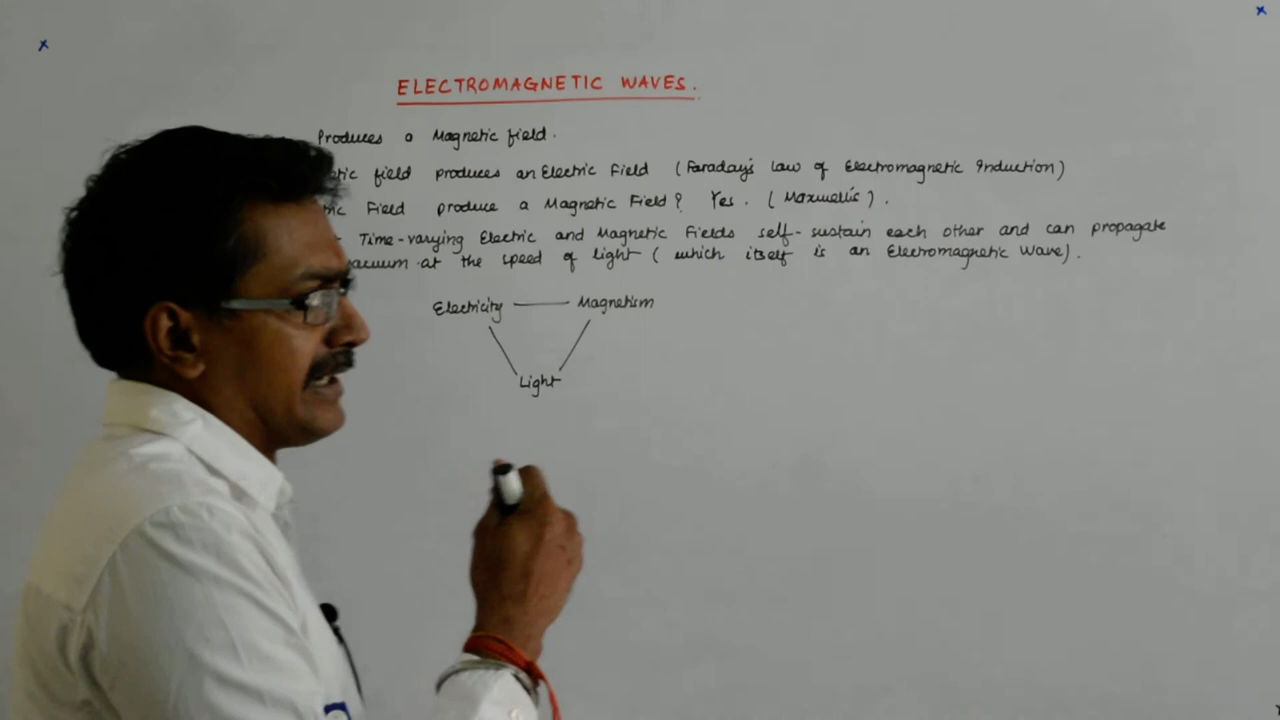 ELECTROMAGNETIC WAVES.
Produces a Magnetic field.
field produces an Electric Field (Faraday's Law of Electromagnetic Induction)
Field produce a Magnetic Field? Yes. (Maxwell's).
Time-varying Electric and Magnetic Fields self-sustain each other and can propagate
vacuum at the speed of light (which itself is an Electromagnetic Wave).
Electricity Magnetism
Light